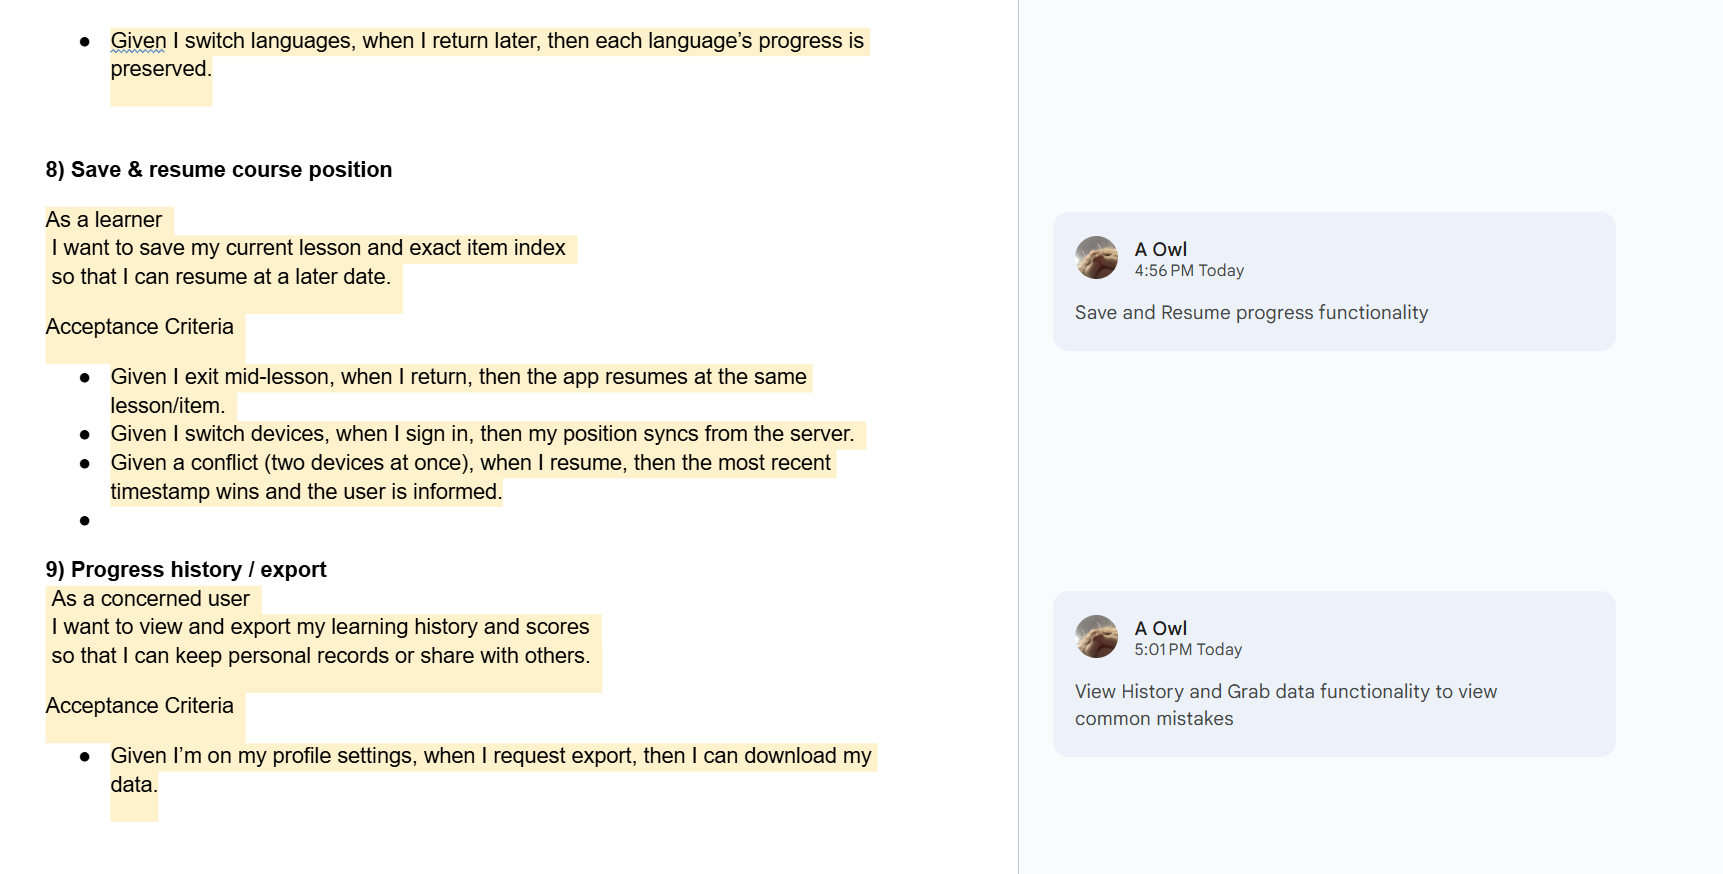 ● Given I switch languages, when I return later, then each language’s progress is
preserved.
8) Save & resume course position
As a learner
I want to save my current lesson and exact item index
so that I can resume at a later date.
Acceptance Criteria
● Given I exit mid-lesson, when I return, then the app resumes at the same
lesson/item.
● Given I switch devices, when I sign in, then my position syncs from the server.
● Given a conflict (two devices at once), when I resume, then the most recent
timestamp wins and the user is informed.
●
9) Progress history / export
As a concerned user
I want to view and export my learning history and scores
so that I can keep personal records or share with others.
Acceptance Criteria
● Given I’m on my profile settings, when I request export, then I can download my
data.
A Owl
4:56 PM Today
Save and Resume progress functionality
A Owl
5:01 PM Today
View History and Grab data functionality to view
common mistakes